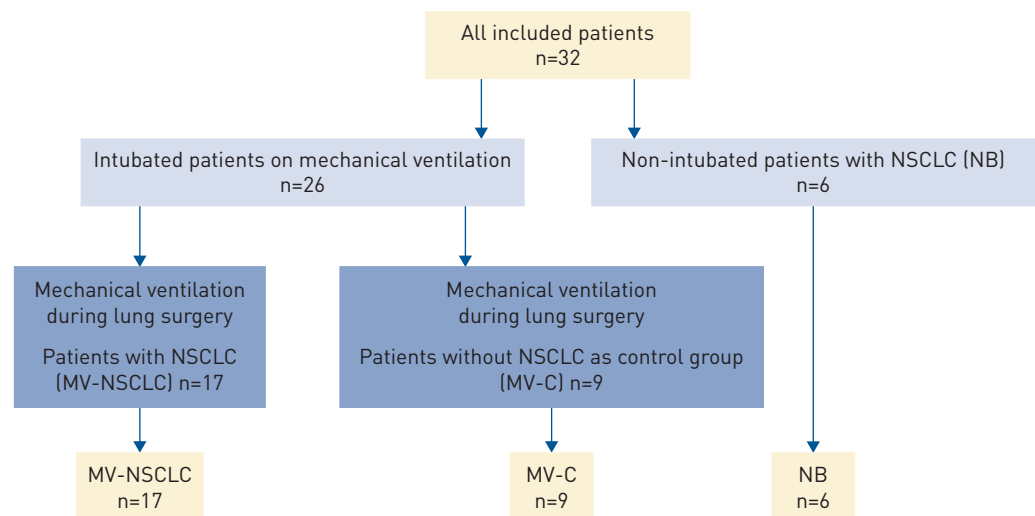 All included patients
n=32
Intubated patients on mechanical ventilation
n=26
Non-intubated patients with NSCLC (NB)
n=6
Mechanical ventilation
during lung surgery
Patients with NSCLC
(MV-NSCLC) n=17
Mechanical ventilation
during lung surgery
Patients without NSCLC as control group
(MV-C) n=9
MV-NSCLC
n=17
MV-C
n=9
NB
n=6